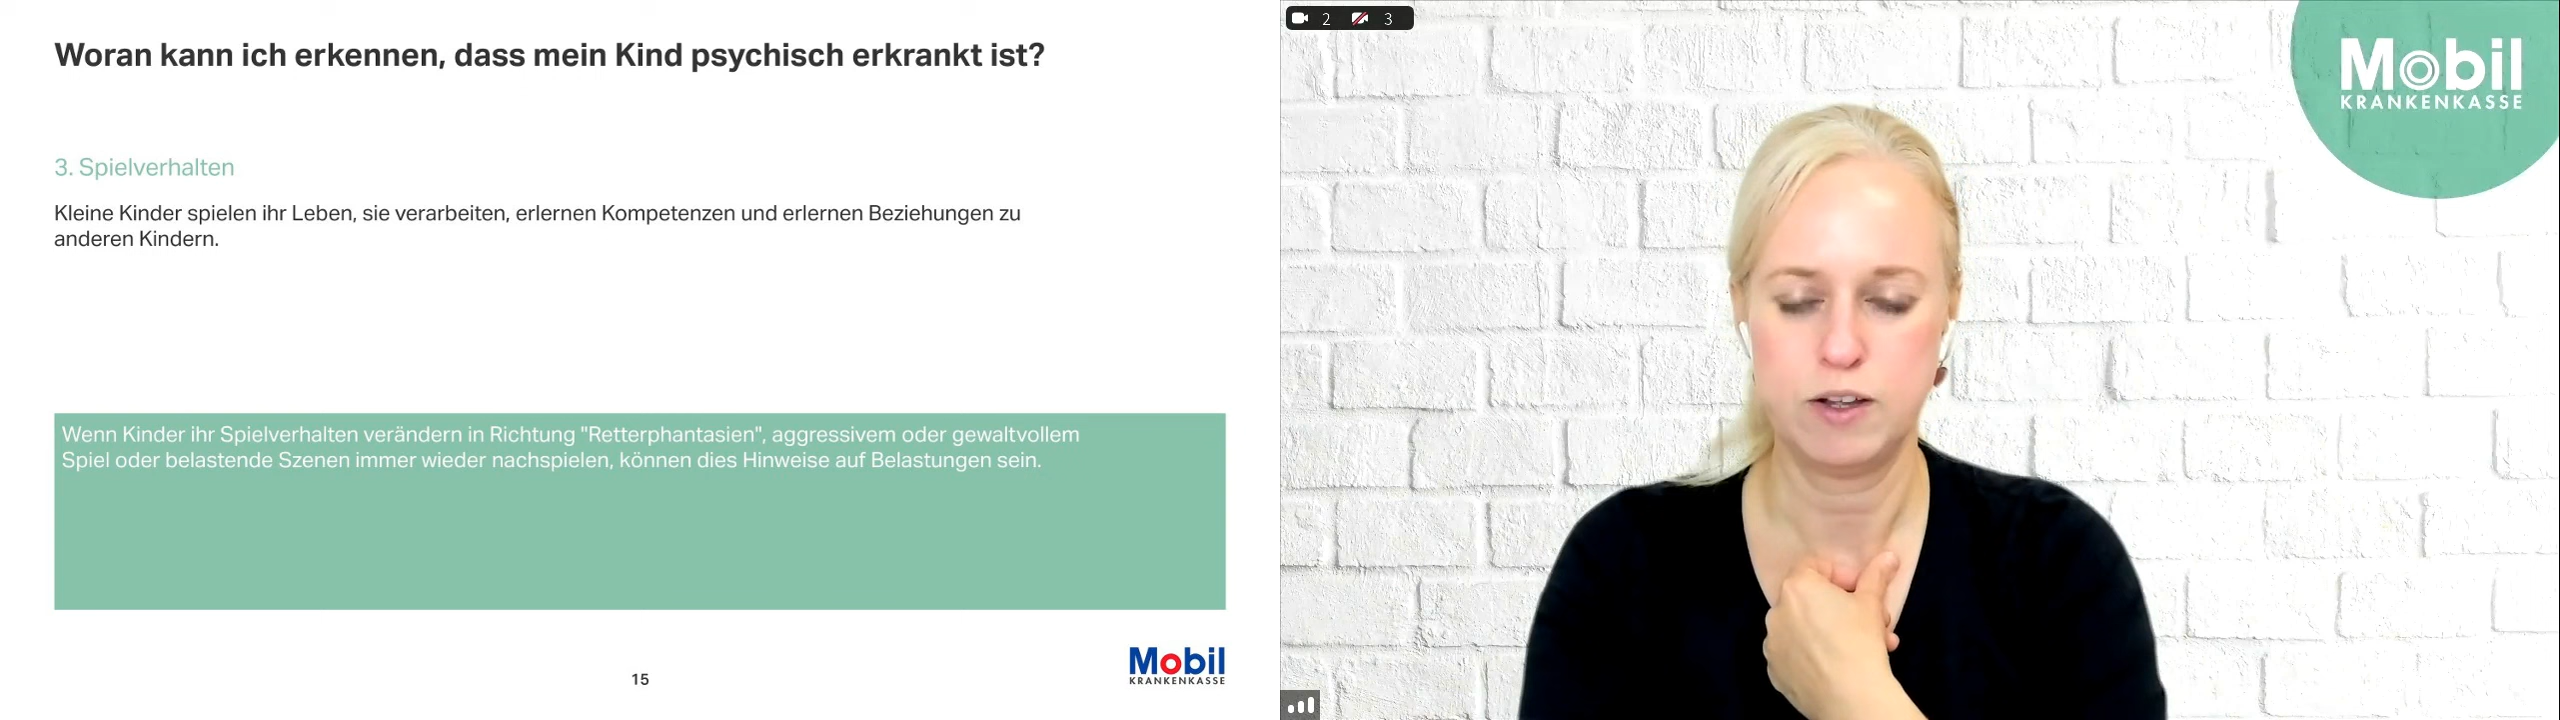 Woran kann ich erkennen, dass mein Kind psychisch erkrankt ist?
3. Spielverhalten
Kleine Kinder spielen ihr Leben, sie verarbeiten, erlernen Kompetenzen und erlernen Beziehungen zu
anderen Kindern.
Wenn Kinder ihr Spielverhalten verändern in Richtung "Retterphantasien", aggressivem oder gewaltvollem
Spiel oder belastende Szenen immer wieder nachspielen, können dies Hinweise auf Belastungen sein.
15
Mobil
KRANKENKASSE
2 3
Mobil
KRANKENKASSE